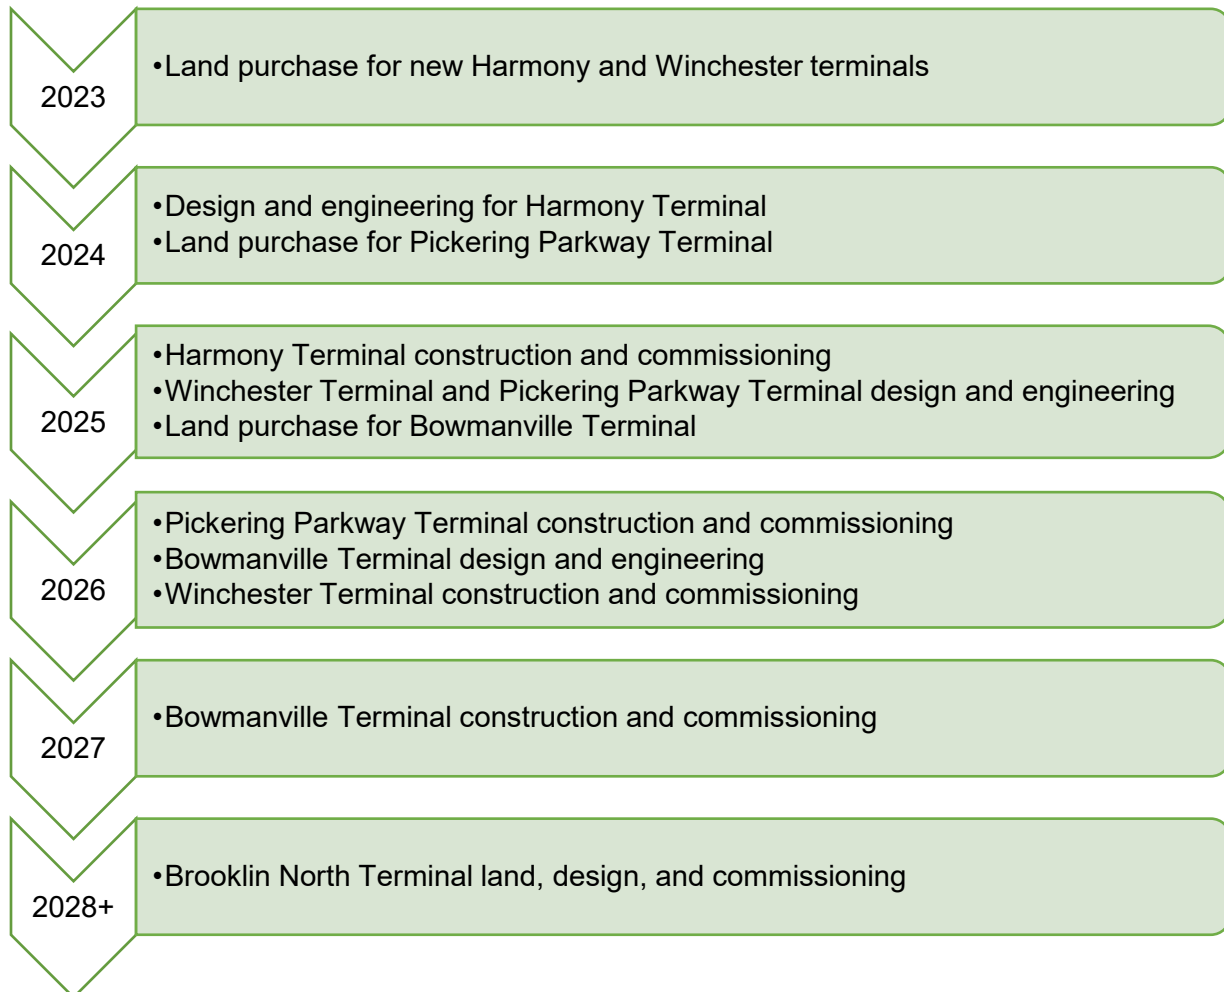 2023
•Land purchase for new Harmony and Winchester terminals
2024
•Design and engineering for Harmony Terminal
•Land purchase for Pickering Parkway Terminal
2025
•Harmony Terminal construction and commissioning
•Winchester Terminal and Pickering Parkway Terminal design and engineering
•Land purchase for Bowmanville Terminal
2026
•Pickering Parkway Terminal construction and commissioning
•Bowmanville Terminal design and engineering
•Winchester Terminal construction and commissioning
2027
•Bowmanville Terminal construction and commissioning
2028+
•Brooklin North Terminal land, design, and commissioning